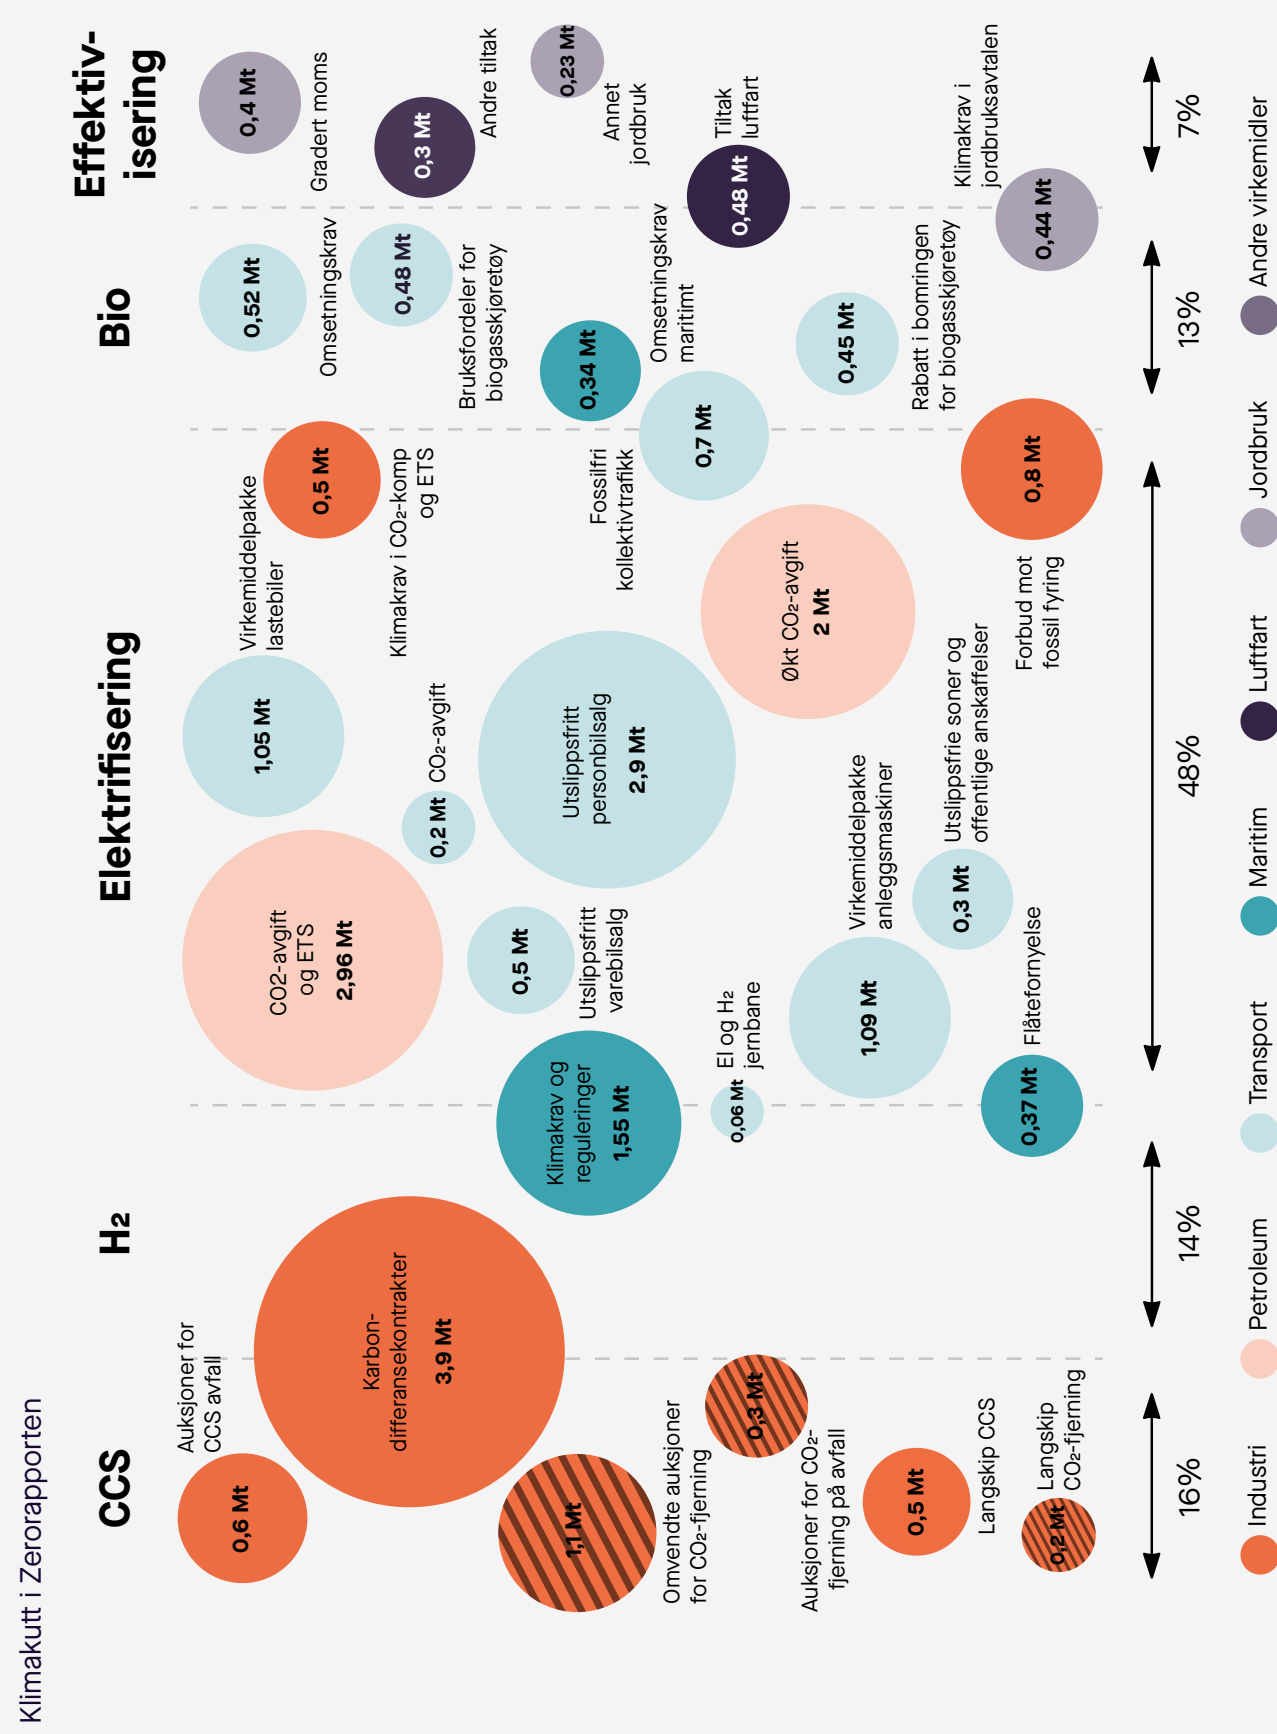 Klimakutt i Zerorapporten
CCS
H₂
Elektrifisering
Bio
Effektiv-
isering
Auksjoner for
CCS avfall
0,6 Mt
Karbon-
differansekontrakter
3,9 Mt
1,1 Mt
Omvendte auksjoner
for CO₂-fjerning
0,3 Mt
Auksjoner for CO₂-
fjerning på avfall
0,5 Mt
Langskip CCS
Langskip
CO₂-fjerning
0,2 Mt
CO2-avgift
og ETS
2,96 Mt
Virkemiddelpakke
lastebiler
1,05 Mt
0,5 Mt
Klimakrav i CO₂-komp
og ETS
CO₂-avgift
0,2 Mt
0,5 Mt
Utslippsfritt
varebilsalg
Utslippsfritt
personbilsalg
2,9 Mt
Klimakrav og
reguleringer
1,55 Mt
Fossilfri
kollektivtrafikk
0,7 Mt
El og H₂
jernbane
0,06 Mt
Økt CO₂-avgift
2 Mt
Virkemiddelpakke
anleggsmaskiner
1,09 Mt
Utslippsfrie soner og
offentlige anskaffelser
0,3 Mt
Flåtefornyelse
0,37 Mt
Forbud mot
fossil fyring
0,8 Mt
0,52 Mt
Omsetningskrav
0,48 Mt
Bruksfordeler for
biogasskjøretøy
0,34 Mt
Omsetningskrav
maritimt
0,45 Mt
Rabatt i bomringen
for biogasskjøretøy
0,4 Mt
Gradert moms
0,3 Mt
Andre tiltak
0,23 Mt
Annet
jordbruk
Tiltak
luftfart
0,48 Mt
Klimakrav i
jordbruksavtalen
0,44 Mt
16%
14%
48%
13%
7%
Industri
Petroleum
Transport
Maritim
Luftfart
Jordbruk
Andre virkemidler